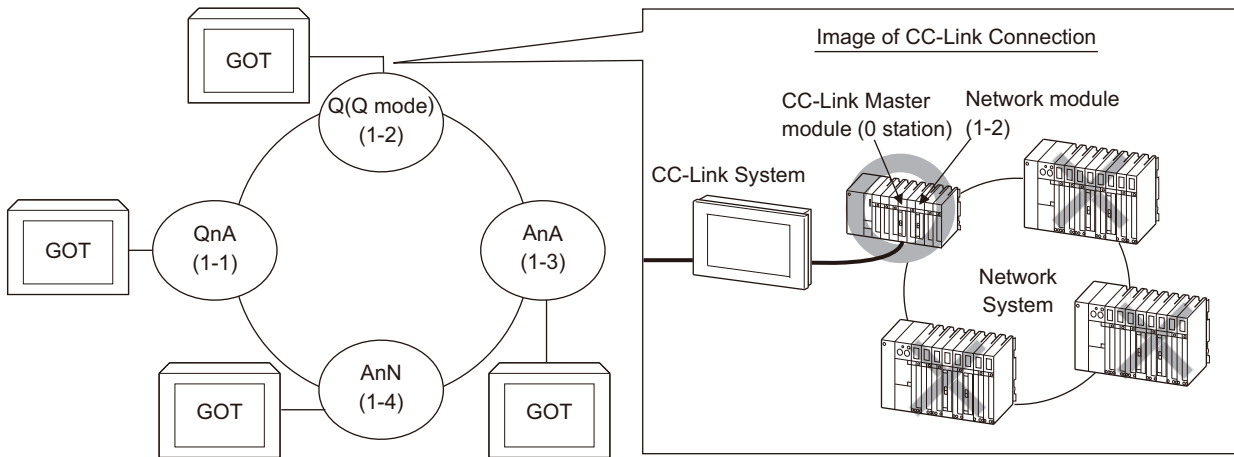 GOT
Q(Q mode)
(1-2)
GOT
QnA
(1-1)
AnA
(1-3)
GOT
AnN
(1-4)
GOT
Image of CC-Link Connection
CC-Link Master
module (0 station)
Network module
(1-2)
CC-Link System
Network
System